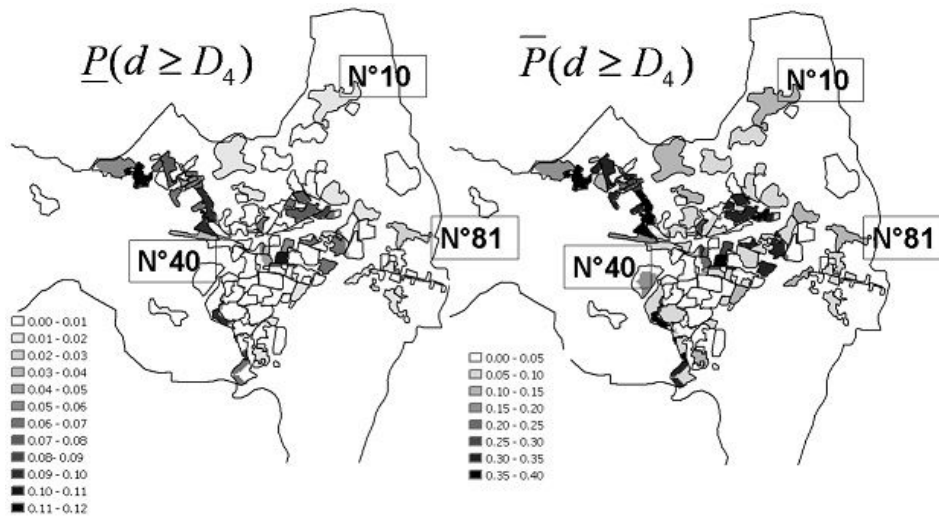 P(d ≥ D4)
N°10
N°81
N°40
0.00 - 0.01
0.01 - 0.02
0.02 - 0.03
0.03 - 0.04
0.04 - 0.05
0.05 - 0.06
0.06 - 0.07
0.07 - 0.08
0.08- 0.09
0.09 - 0.10
0.10 - 0.11
0.11 - 0.12
P(d ≥ D4)
N°10
N°81
N°40
0.00 - 0.05
0.05 - 0.10
0.10 - 0.15
0.15 - 0.20
0.20 - 0.25
0.25 - 0.30
0.30 - 0.35
0.35 - 0.40